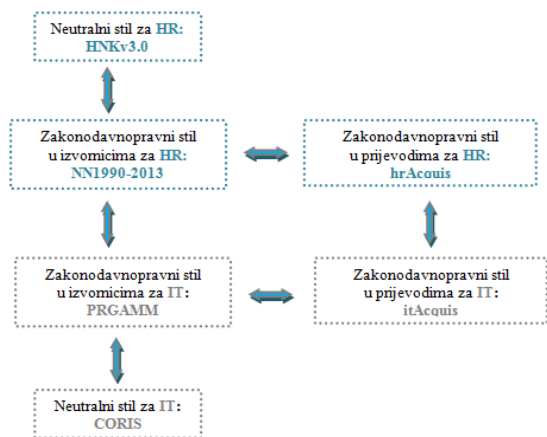 Neutralni stil za HR:
HNKv3.0
Zakonodavnopravni stil
u izvornicima za HR:
NN1990-2013
Zakonodavnopravni stil
u prijevodima za HR:
hrAcquis
Zakonodavnopravni stil
u izvornicima za IT:
PRGAMM
Zakonodavnopravni stil
u prijevodima za IT:
itAcquis
Neutralni stil za IT:
CORIS